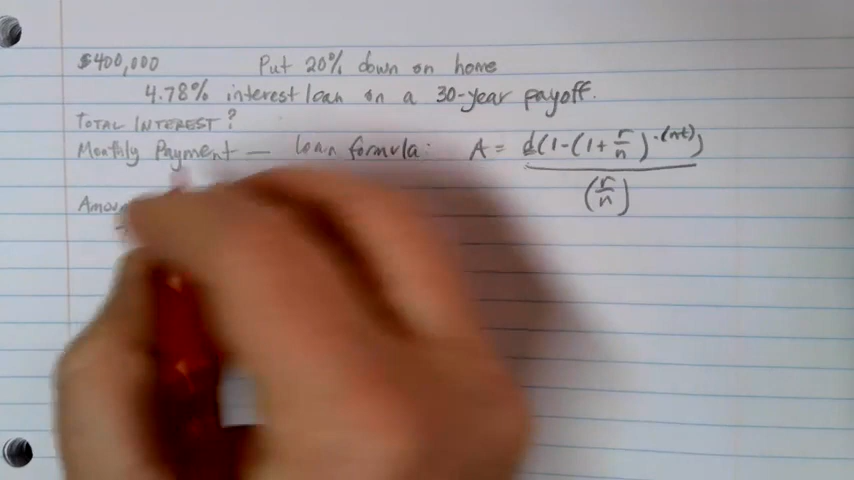 $400,000 Put 20% down on home
4.78% interest loan on a 30-year payoff.
TOTAL INTEREST?
Monthly Payment — loan formula: A = d(1-(1+r/n)^-(nt))
(r/n)